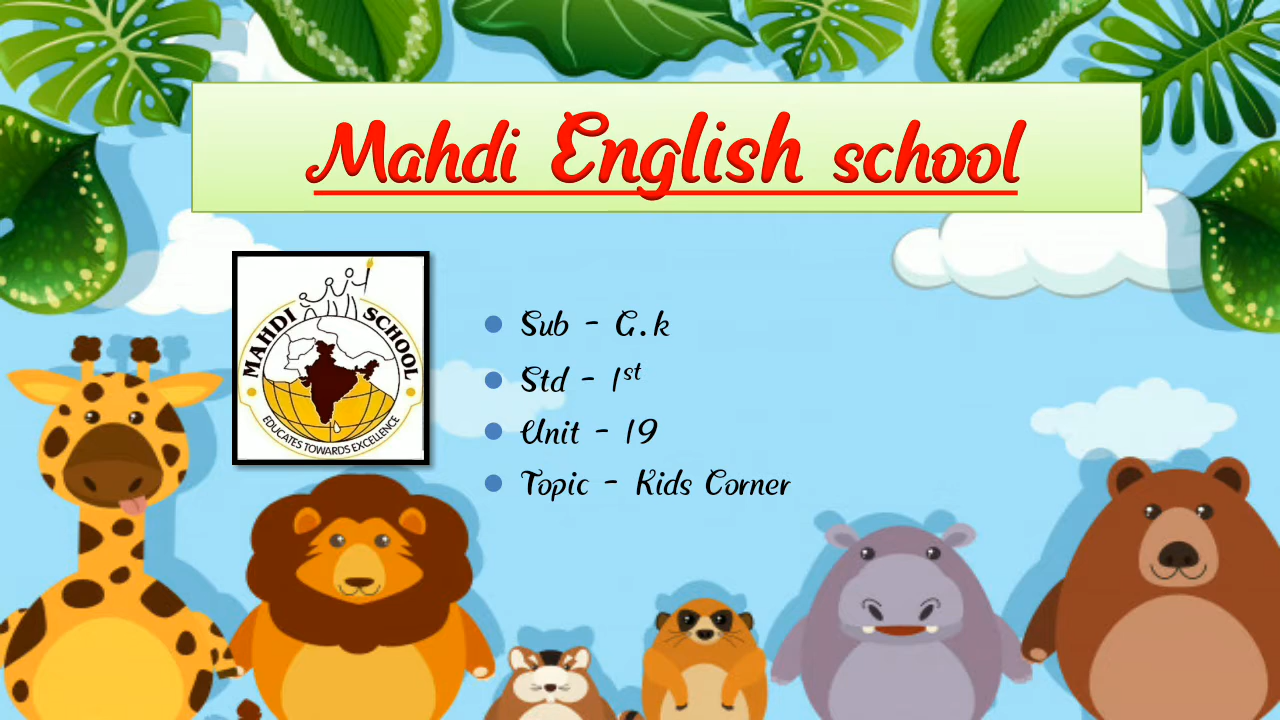 Mahdi English school
MAHDI SCHOOL
EDUCATES TOWARDS EXCELLENCE
Sub - G.k
Std - 1st
Unit - 19
Topic - Kids Corner